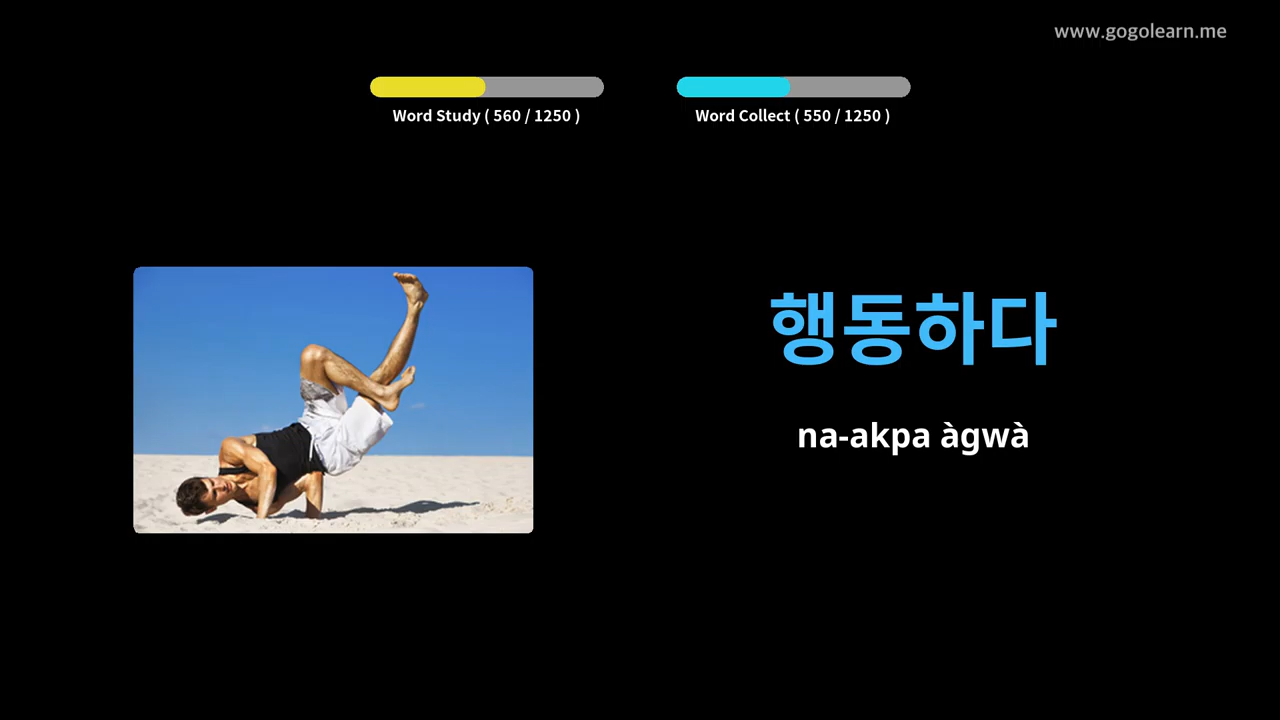 www.gogolearn.me
Word Study ( 560 / 1250 )
Word Collect ( 550 / 1250 )
행동하다
na-akpa àgwà